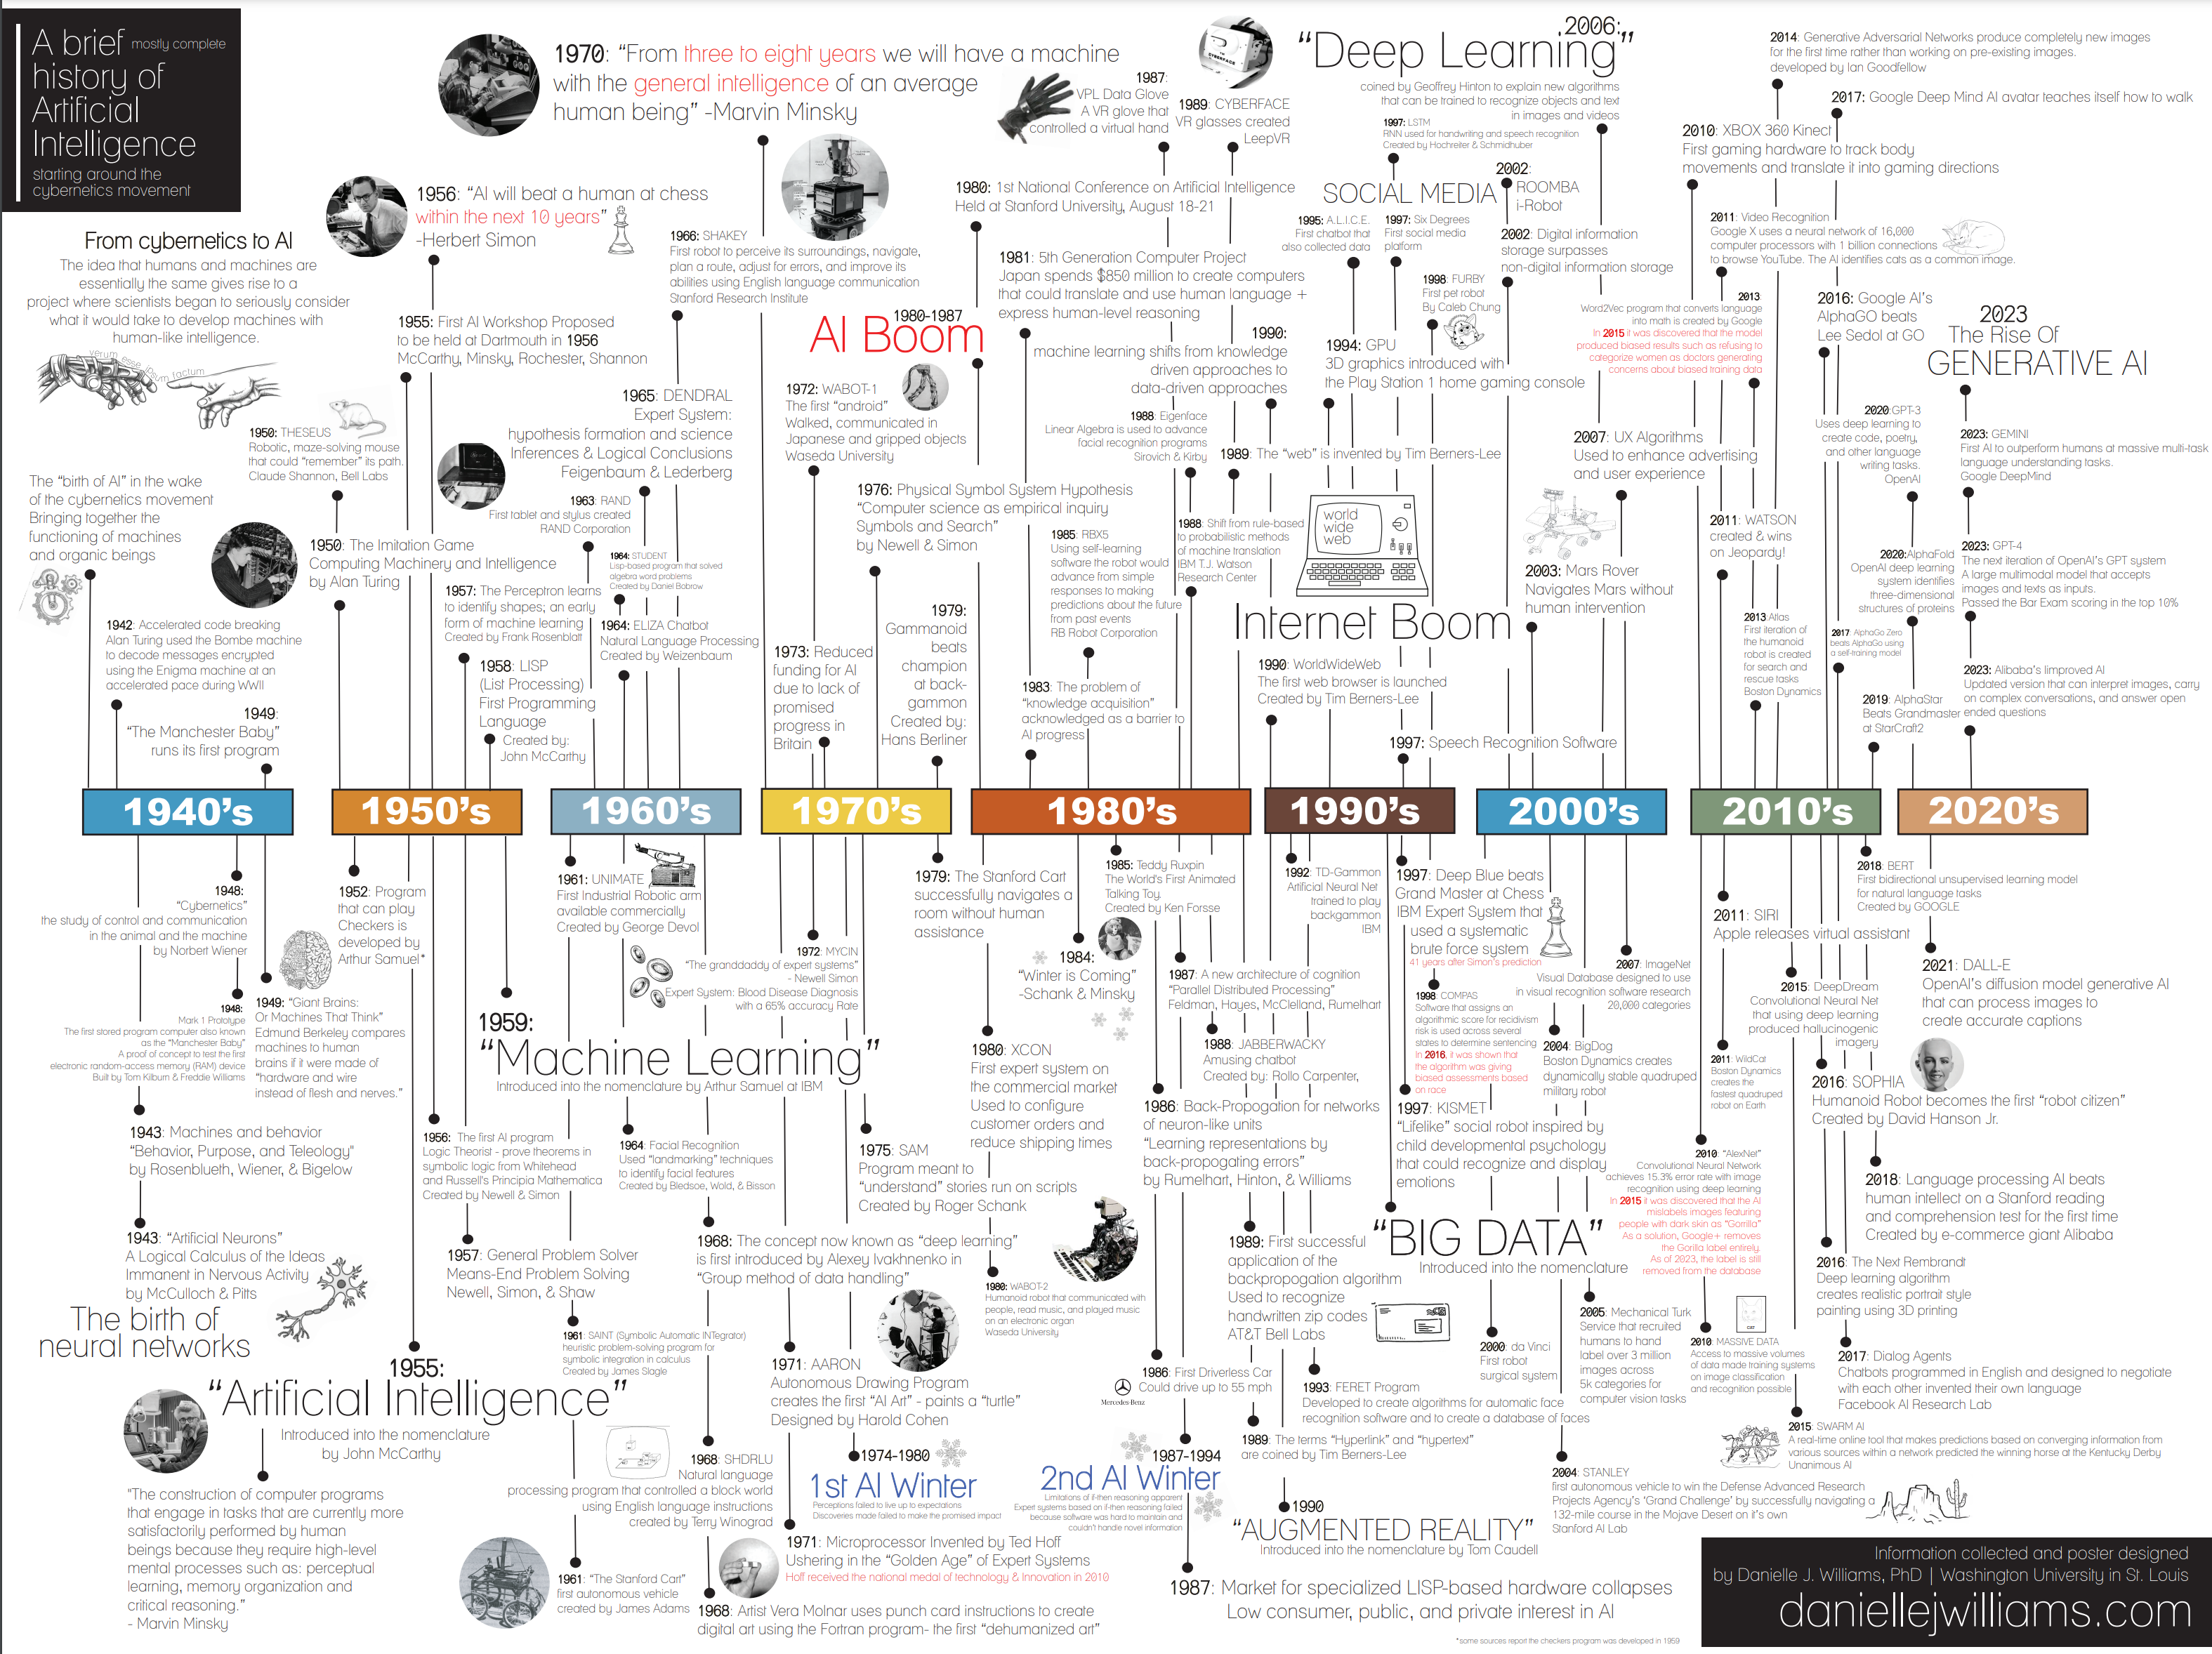 A brief mostly complete
history of
Artificial
Intelligence
starting around the
cybernetics movement
From cybernetics to AI
The idea that humans and machines are
essentially the same gives rise to a
project where scientists began to seriously consider
what it would take to develop machines with
human-like intelligence.
verum esse ipsum factum
The "birth of AI" in the wake
of the cybernetics movement
Bringing together the
functioning of machines
and organic beings
1942: Accelerated code breaking
Alan Turing used the Bombe machine
to decode messages encrypted
using the Enigma machine at an
accelerated pace during WWII
1949:
"The Manchester Baby"
runs its first program
1950: THESEUS
Robotic, maze-solving mouse
that could "remember" its path.
Claude Shannon, Bell Labs
1950: The Imitation Game
Computing Machinery and Intelligence
by Alan Turing
1956: "AI will beat a human at chess
within the next 10 years"
-Herbert Simon
1955: First AI Workshop Proposed
to be held at Dartmouth in 1956
McCarthy, Minsky, Rochester, Shannon
1957: The Perceptron learns
to identify shapes; an early
form of machine learning
Created by Frank Rosenblatt
1958: LISP
(List Processing)
First Programming
Language
Created by:
John McCarthy
1970: "From three to eight years we will have a machine
with the general intelligence of an average
human being" -Marvin Minsky
1966: SHAKEY
First robot to perceive its surroundings, navigate,
plan a route, adjust for errors, and improve its
abilities using English language communication
Stanford Research Institute
1965: DENDRAL
Expert System:
hypothesis formation and science
Inferences & Logical Conclusions
Feigenbaum & Lederberg
1963: RAND
First tablet and stylus created
RAND Corporation
1964: STUDENT
Lisp-based program that solved
algebra word problems
Created by Daniel Bobrow
1964: ELIZA Chatbot
Natural Language Processing
Created by Weizenbaum
1980-1987
AI Boom
1972: WABOT-1
The first "android"
Walked, communicated in
Japanese and gripped objects
Waseda University
1973: Reduced
funding for AI
due to lack of
promised
progress in
Britain
1976: Physical Symbol System Hypothesis
"Computer science as empirical inquiry
Symbols and Search"
by Newell & Simon
1979:
Gammanoid
beats
champion
at back-
gammon
Created by:
Hans Berliner
1987:
VPL Data Glove
A VR glove that
controlled a virtual hand
1989: CYBERFACE
VR glasses created
LeepVR
1980: 1st National Conference on Artificial Intelligence
Held at Stanford University, August 18-21
1981: 5th Generation Computer Project
Japan spends $850 million to create computers
that could translate and use human language +
express human-level reasoning
1990:
machine learning shifts from knowledge
driven approaches to
data-driven approaches
1988: Eigenface
Linear Algebra is used to advance
facial recognition programs
Sirovich & Kirby
1989: The "web" is invented by Tim Berners-Lee
1985: RBX5
Using self-learning
software the robot would
advance from simple
responses to making
predictions about the future
from past events
RB Robot Corporation
1988: Shift from rule-based
to probabilistic methods
of machine translation
IBM T.J. Watson
Research Center
1983: The problem of
"knowledge acquisition"
acknowledged as a barrier to
AI progress
2006:
"Deep Learning"
coined by Geoffrey Hinton to explain new algorithms
that can be trained to recognize objects and text
in images and videos
1997: LSTM
RNN used for handwriting and speech recognition
Created by Hochreiter & Schmidhuber
SOCIAL MEDIA
2002:
ROOMBA
i-Robot
1995: A.L.I.C.E.
First chatbot that
also collected data
1997: Six Degrees
First social media
platform
2002: Digital information
storage surpasses
non-digital information storage
1998: FURBY
First pet robot
By Caleb Chung
1994: GPU
3D graphics introduced with
the Play Station 1 home gaming console
world
wide
web
Internet Boom
1990: WorldWideWeb
The first web browser is launched
Created by Tim Berners-Lee
1997: Speech Recognition Software
2007: UX Algorithms
Used to enhance advertising
and user experience
2003: Mars Rover
Navigates Mars without
human intervention
2014: Generative Adversarial Networks produce completely new images
for the first time rather than working on pre-existing images.
developed by Ian Goodfellow
2017: Google Deep Mind AI avatar teaches itself how to walk
2010: XBOX 360 Kinect
First gaming hardware to track body
movements and translate it into gaming directions
2011: Video Recognition
Google X uses a neural network of 16,000
computer processors with 1 billion connections
to browse YouTube. The AI identifies cats as a common image.
2013:
Word2Vec program that converts language
into math is created by Google
In 2015 it was discovered that the model
produced biased results such as refusing to
categorize women as doctors generating
concerns about biased training data
2016: Google AI's
AlphaGO beats
Lee Sedol at GO
2023
The Rise Of
GENERATIVE AI
2020:GPT-3
Uses deep learning to
create code, poetry,
and other language
writing tasks.
OpenAI
2023: GEMINI
First AI to outperform humans at massive multi-task
language understanding tasks.
Google DeepMind
2011: WATSON
created & wins
on Jeopardy!
2020:AlphaFold
OpenAI deep learning
system identifies
three-dimensional
structures of proteins
2023: GPT-4
The next iteration of OpenAI's GPT system
A large multimodal model that accepts
images and texts as inputs.
Passed the Bar Exam scoring in the top 10%
2013 Atlas
First iteration of
the humanoid
robot is created
for search and
rescue tasks
Boston Dynamics
2017: AlphaGo Zero
beats AlphaGo using
a self-training model
2019: AlphaStar
Beats Grandmaster
at StarCraft2
2023: Alibaba's Iimproved AI
Updated version that can interpret images, carry
on complex conversations, and answer open
ended questions
1940's
1950's
1960's
1970's
1980's
1990's
2000's
2010's
2020's
1948:
"Cybernetics"
the study of control and communication
in the animal and the machine
by Norbert Wiener
1948:
Mark 1 Prototype
The first stored program computer also known
as the "Manchester Baby"
A proof of concept to test the first
electronic random-access memory (RAM) device
Built by Tom Kilburn & Freddie Williams
1949: "Giant Brains:
Or Machines That Think"
Edmund Berkeley compares
machines to human
brains if it were made of
"hardware and wire
instead of flesh and nerves."
1943: Machines and behavior
"Behavior, Purpose, and Teleology"
by Rosenblueth, Wiener, & Bigelow
1943: "Artificial Neurons"
A Logical Calculus of the Ideas
Immanent in Nervous Activity
by McCulloch & Pitts
The birth of
neural networks
1952: Program
that can play
Checkers is
developed by
Arthur Samuel*
1959:
"Machine Learning"
Introduced into the nomenclature by Arthur Samuel at IBM
1956: The first AI program
Logic Theorist - prove theorems in
symbolic logic from Whitehead
and Russell's Principia Mathematica
Created by Newell & Simon
1957: General Problem Solver
Means-End Problem Solving
Newell, Simon, & Shaw
1955:
"Artificial Intelligence"
Introduced into the nomenclature
by John McCarthy
"The construction of computer programs
that engage in tasks that are currently more
satisfactorily performed by human
beings because they require high-level
mental processes such as: perceptual
learning, memory organization and
critical reasoning."
- Marvin Minsky
1961: UNIMATE
First Industrial Robotic arm
available commercially
Created by George Devol
1972: MYCIN
"The granddaddy of expert systems"
- Newell Simon
Expert System: Blood Disease Diagnosis
with a 65% accuracy Rate
1964: Facial Recognition
Used "landmarking" techniques
to identify facial features
Created by Bledsoe, Wold, & Bisson
1968: The concept now known as "deep learning"
is first introduced by Alexey Ivakhnenko in
"Group method of data handling"
1961: SAINT (Symbolic Automatic INTegrator)
heuristic problem-solving program for
symbolic integration in calculus
Created by James Slagle
1968: SHDRLU
Natural language
processing program that controlled a block world
using English language instructions
created by Terry Winograd
1961: "The Stanford Cart"
first autonomous vehicle
created by James Adams
1968: Artist Vera Molnar uses punch card instructions to create
digital art using the Fortran program- the first "dehumanized art"
1979: The Stanford Cart
successfully navigates a
room without human
assistance
1975: SAM
Program meant to
"understand" stories run on scripts
Created by Roger Schank
1971: AARON
Autonomous Drawing Program
creates the first "AI Art" - paints a "turtle"
Designed by Harold Cohen
1974-1980
1st AI Winter
Perceptions failed to live up to expectations
Discoveries made failed to make the promised impact
1971: Microprocessor Invented by Ted Hoff
Ushering in the "Golden Age" of Expert Systems
Hoff received the national medal of technology & Innovation in 2010
1985: Teddy Ruxpin
The World's First Animated
Talking Toy.
Created by Ken Forsse
1984:
"Winter is Coming"
-Schank & Minsky
1980: XCON
First expert system on
the commercial market
Used to configure
customer orders and
reduce shipping times
1987: A new architecture of cognition
"Parallel Distributed Processing"
Feldman, Hayes, McClelland, Rumelhart
1988: JABBERWACKY
Amusing chatbot
Created by: Rollo Carpenter,
1986: Back-Propogation for networks
of neuron-like units
"Learning representations by
back-propogating errors"
by Rumelhart, Hinton, & Williams
1980: WABOT-2
Humanoid robot that communicated with
people, read music, and played music
on an electronic organ
Waseda University
1989: First successful
application of the
backpropogation algorithm
Used to recognize
handwritten zip codes
AT&T Bell Labs
1986: First Driverless Car
Could drive up to 55 mph
Mercedes-Benz
1987-1994
2nd AI Winter
Limitations of if-then reasoning apparent
Expert systems based on if-then reasoning failed
because software was hard to maintain and
couldn't handle novel information
1989: The terms "Hyperlink" and "hypertext"
are coined by Tim Berners-Lee
1990
"AUGMENTED REALITY"
Introduced into the nomenclature by Tom Caudell
1987: Market for specialized LISP-based hardware collapses
Low consumer, public, and private interest in AI
1992: TD-Gammon
Artificial Neural Net
trained to play
backgammon
IBM
1997: Deep Blue beats
Grand Master at Chess
IBM Expert System that
used a systematic
brute force system
41 years after Simon's prediction
1998: COMPAS
Software that assigns an
algorithmic score for recidivism
risk is used across several
states to determine sentencing
In 2016, it was shown that
the algorithm was giving
biased assessments based
on race
1997: KISMET
"Lifelike" social robot inspired by
child developmental psychology
that could recognize and display
emotions
"BIG DATA"
Introduced into the nomenclature
1993: FERET Program
Developed to create algorithms for automatic face
recognition software and to create a database of faces
2007: ImageNet
Visual Database designed to use
in visual recognition software research
20,000 categories
2004: BigDog
Boston Dynamics creates
dynamically stable quadruped
military robot
2000: da Vinci
First robot
surgical system
2005: Mechanical Turk
Service that recruited
humans to hand
label over 3 million
images across
5k categories for
computer vision tasks
2004: STANLEY
first autonomous vehicle to win the Defense Advanced Research
Projects Agency's 'Grand Challenge' by successfully navigating a
132-mile course in the Mojave Desert on it's own
Stanford AI Lab
2018: BERT
First bidirectional unsupervised learning model
for natural language tasks
Created by GOOGLE
2011: SIRI
Apple releases virtual assistant
2021: DALL-E
OpenAI's diffusion model generative AI
that can process images to
create accurate captions
2015: DeepDream
Convolutional Neural Net
that using deep learning
produced hallucinogenic
imagery
2011: WildCat
Boston Dynamics
creates the
fastest quadruped
robot on Earth
2016: SOPHIA
Humanoid Robot becomes the first "robot citizen"
Created by David Hanson Jr.
2010: "AlexNet"
Convolutional Neural Network
achieves 15.3% error rate with image
recognition using deep learning
In 2015 it was discovered that the AI
mislabels images featuring
people with dark skin as "Gorrilla"
As a solution, Google+ removes
the Gorilla label entirely.
As of 2023, the label is still
removed from the database
2018: Language processing AI beats
human intellect on a Stanford reading
and comprehension test for the first time
Created by e-commerce giant Alibaba
2016: The Next Rembrandt
Deep learning algorithm
creates realistic portrait style
painting using 3D printing
2010: MASSIVE DATA
Access to massive volumes
of data made training systems
on image classification
and recognition possible
2017: Dialog Agents
Chatbots programmed in English and designed to negotiate
with each other invented their own language
Facebook AI Research Lab
2015: SWARM AI
A real-time online tool that makes predictions based on converging information from
various sources within a network predicted the winning horse at the Kentucky Derby
Unanimous AI
Information collected and poster designed
by Danielle J. Williams, PhD | Washington University in St. Louis
daniellejwilliams.com
*some sources report the checkers program was developed in 1959